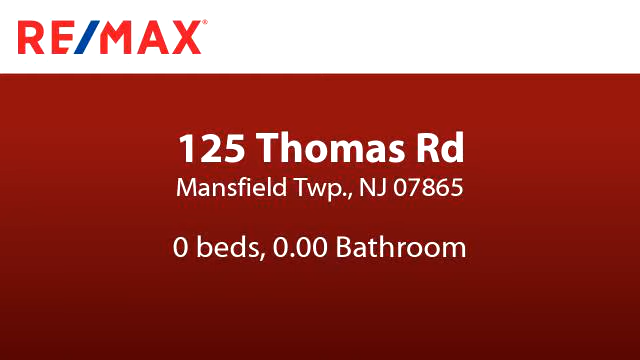 RE/MAX®
125 Thomas Rd
Mansfield Twp., NJ 07865
0 beds, 0.00 Bathroom